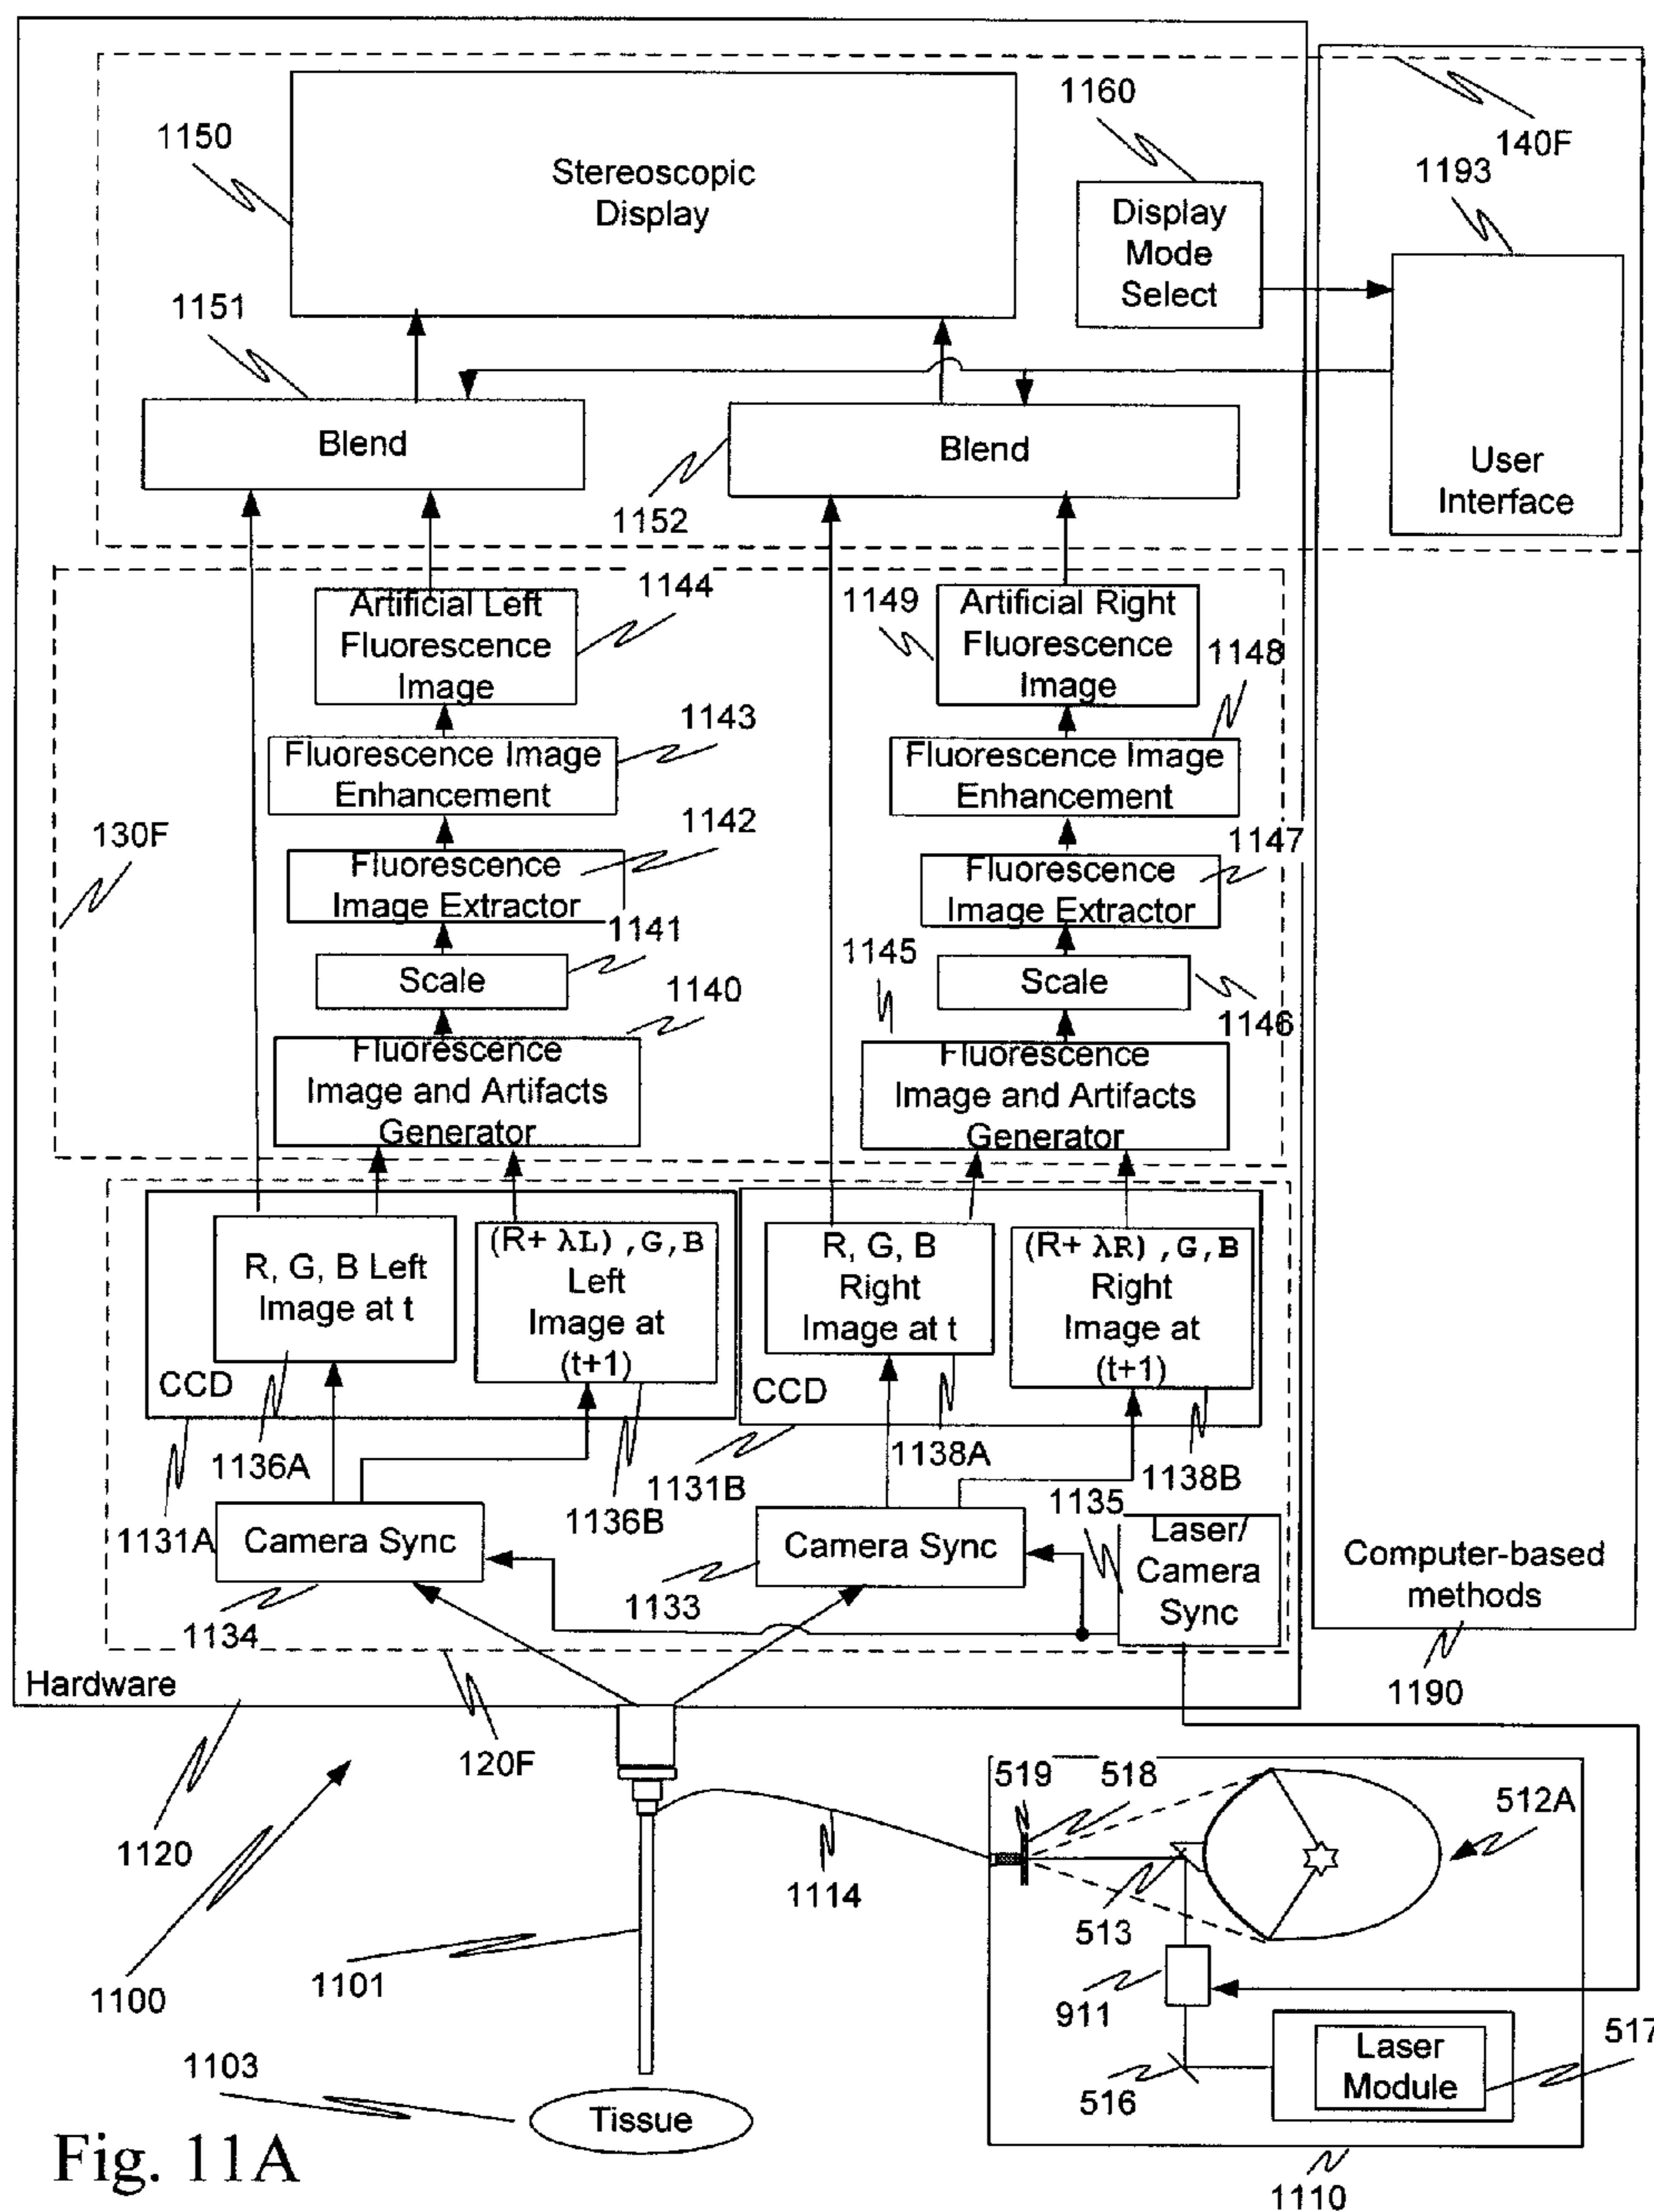 1160
140F
1150
Stereoscopic
Display
1193
Display
Mode
Select
1151
Blend
Blend
User
Interface
1152
1144
Artificial Left
Fluorescence
Image
1149
Artificial Right
Fluorescence
Image
1148
1143
Fluorescence Image
Enhancement
Fluorescence Image
Enhancement
130F
1142
Fluorescence
Image Extractor
1147
Fluorescence
Image Extractor
1141
Scale
1145
Scale
1140
1146
Fluorescence
Image and Artifacts
Generator
Fluorescence
Image and Artifacts
Generator
R, G, B Left
Image at t
(R+ λL) ,G,B
Left
Image at
(t+1)
R, G, B
Right
Image at t
(R+ λR) ,G,B
Right
Image at
(t+1)
CCD
CCD
1136A
1131B
1138A
1138B
1131A
1136B
1135
Camera Sync
Camera Sync
Laser/
Camera
Sync
Computer-based
methods
1133
1134
Hardware
1190
120F
519
518
512A
1120
1114
513
1101
1100
911
517
Laser
Module
1103
516
Tissue
Fig. 11A
1110